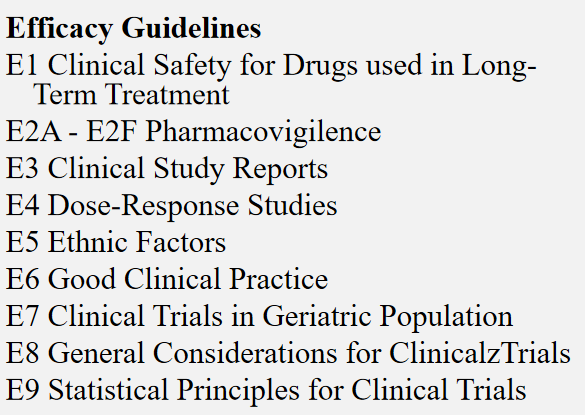 Efficacy Guidelines
E1 Clinical Safety for Drugs used in Long-
Term Treatment
E2A - E2F Pharmacovigilence
E3 Clinical Study Reports
E4 Dose-Response Studies
E5 Ethnic Factors
E6 Good Clinical Practice
E7 Clinical Trials in Geriatric Population
E8 General Considerations for ClinicalzTrials
E9 Statistical Principles for Clinical Trials